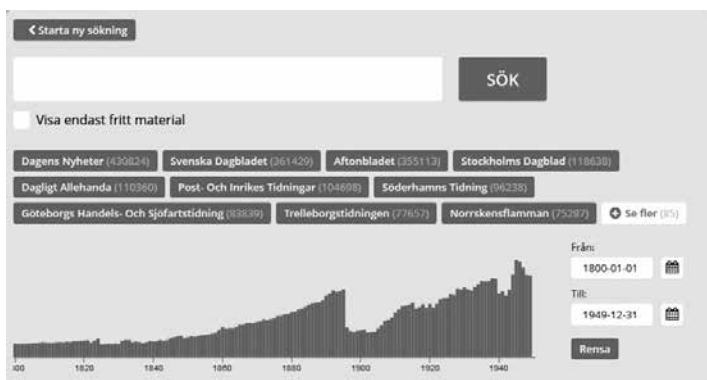 Starta ny sökning
SÖK
Visa endast fritt material
Dagens Nyheter (430824) Svenska Dagbladet (361429) Aftonbladet (355113) Stockholms Dagblad (118638)
Dagligt Allehanda (110360) Post- Och Inrikes Tidningar (104698) Söderhamns Tidning (96238)
Göteborgs Handels- Och Sjöfartstidning (83839) Trelleborgstidningen (77657) Norrskensflamman (75287) Se fler (85)
Från:
1800-01-01
Till:
1949-12-31
Rensa
00 1820 1840 1860 1880 1900 1920 1940